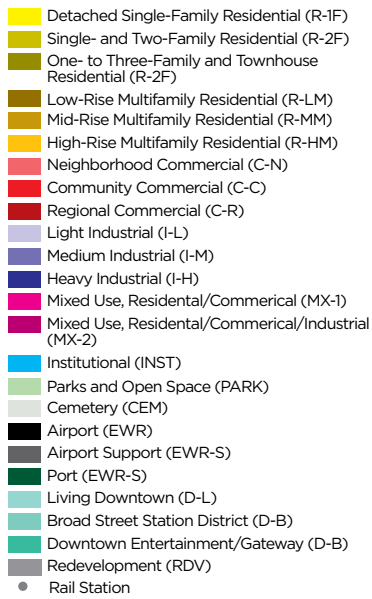 Detached Single-Family Residential (R-1F)
Single- and Two-Family Residential (R-2F)
One- to Three-Family and Townhouse
Residential (R-2F)
Low-Rise Multifamily Residential (R-LM)
Mid-Rise Multifamily Residential (R-MM)
High-Rise Multifamily Residential (R-HM)
Neighborhood Commercial (C-N)
Community Commercial (C-C)
Regional Commercial (C-R)
Light Industrial (I-L)
Medium Industrial (I-M)
Heavy Industrial (I-H)
Mixed Use, Residental/Commerical (MX-1)
Mixed Use, Residental/Commerical/Industrial
(MX-2)
Institutional (INST)
Parks and Open Space (PARK)
Cemetery (CEM)
Airport (EWR)
Airport Support (EWR-S)
Port (EWR-S)
Living Downtown (D-L)
Broad Street Station District (D-B)
Downtown Entertainment/Gateway (D-B)
Redevelopment (RDV)
Rail Station